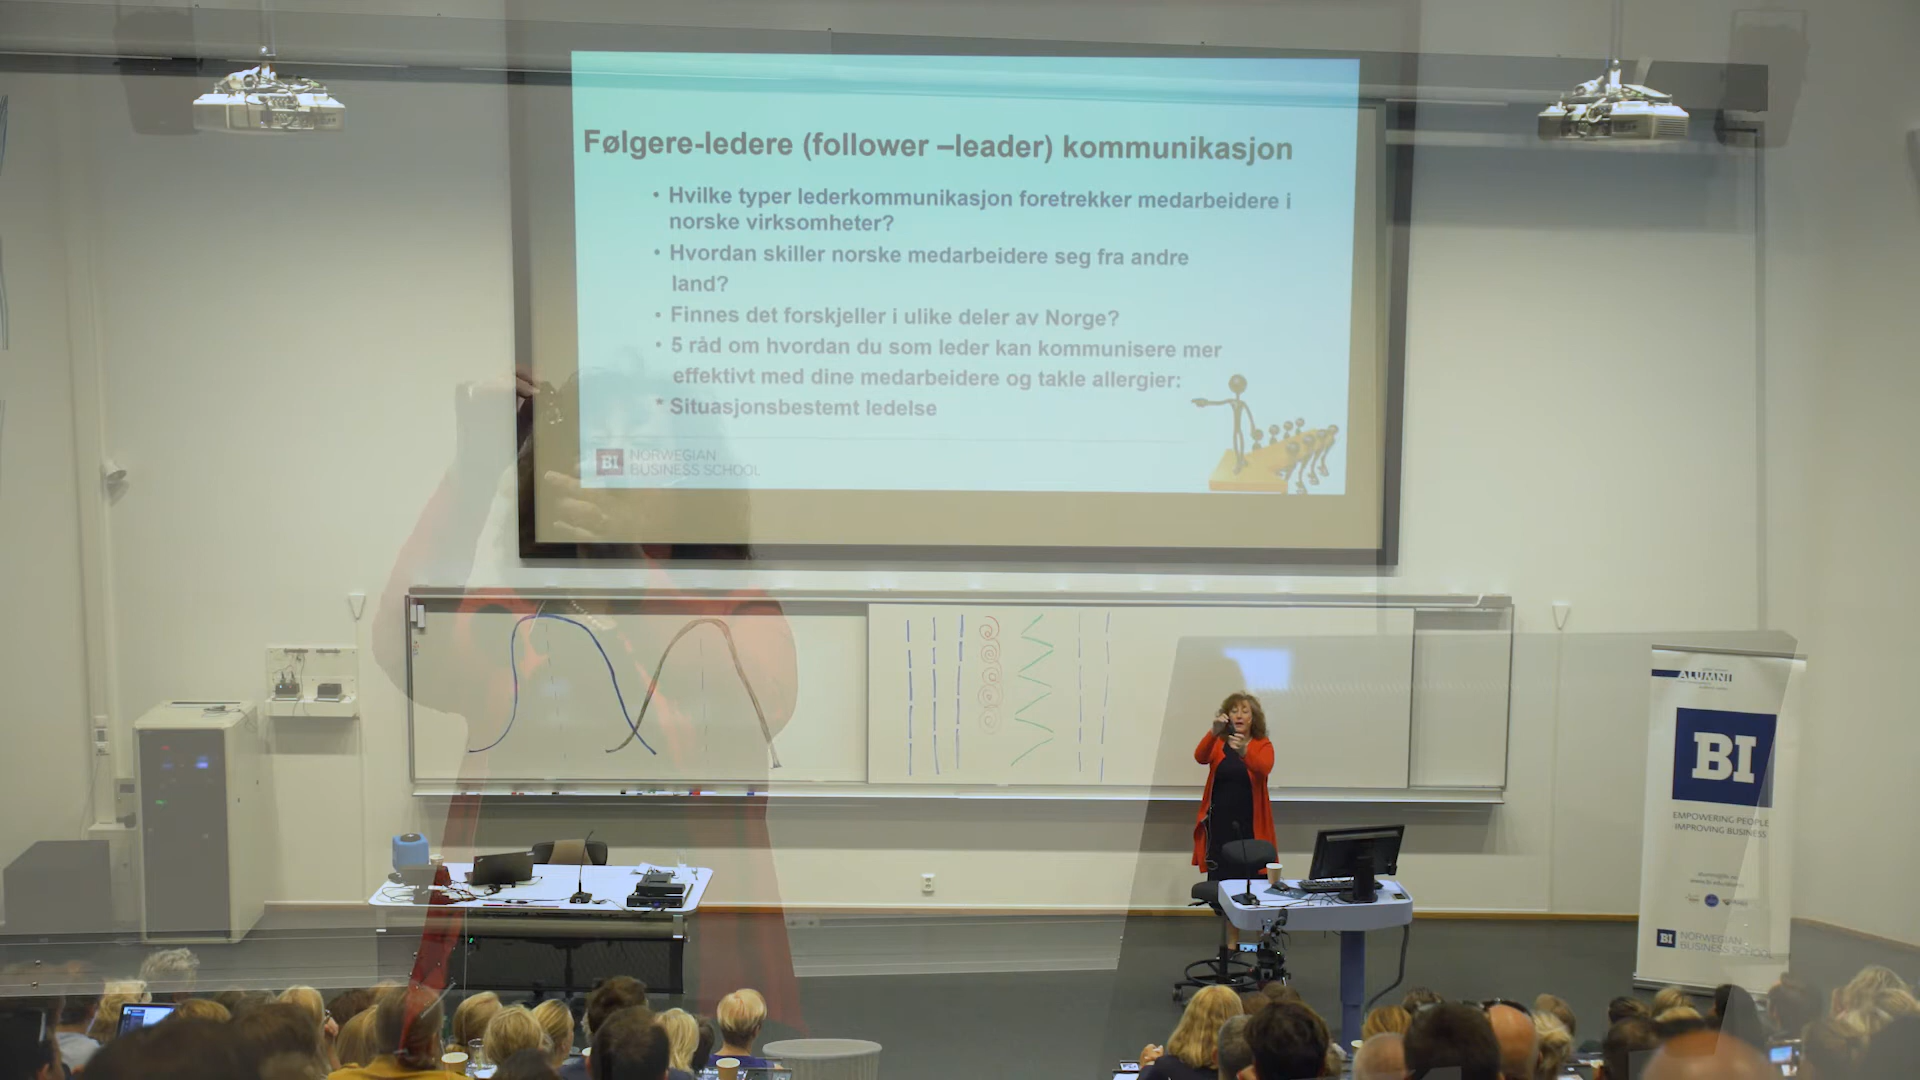 Følgere-ledere (follower –leader) kommunikasjon
• Hvilke typer lederkommunikasjon foretrekker medarbeidere i
norske virksomheter?
• Hvordan skiller norske medarbeidere seg fra andre
land?
• Finnes det forskjeller i ulike deler av Norge?
• 5 råd om hvordan du som leder kan kommunisere mer
effektivt med dine medarbeidere og takle allergier:
* Situasjonsbestemt ledelse
BI NORWEGIAN
BUSINESS SCHOOL
ALUMNI
BI
EMPOWERING PEOPLE
IMPROVING BUSINESS
BI NORWEGIAN
BUSINESS SCHOOL